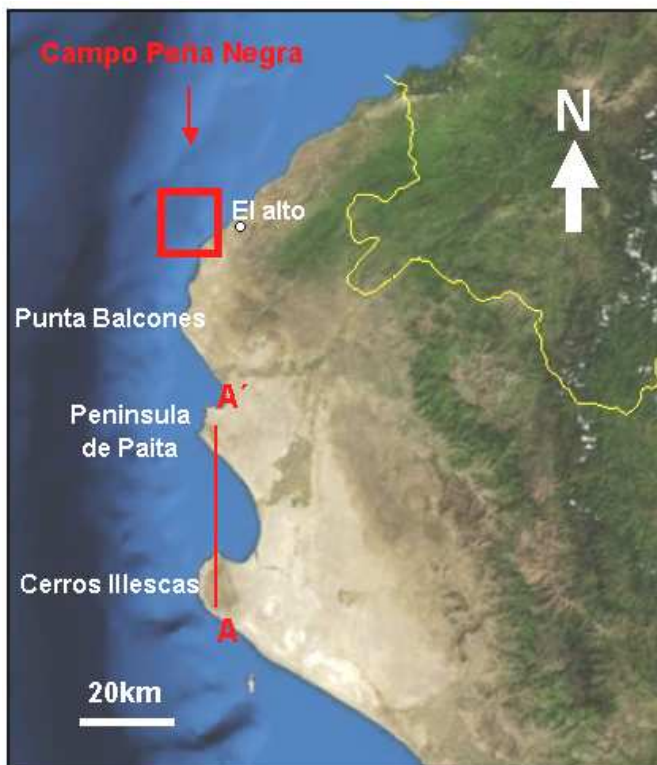 Campo Peña Negra
N
El alto
Punta Balcones
A´
Peninsula
de Paita
Cerros Illescas
A
20km